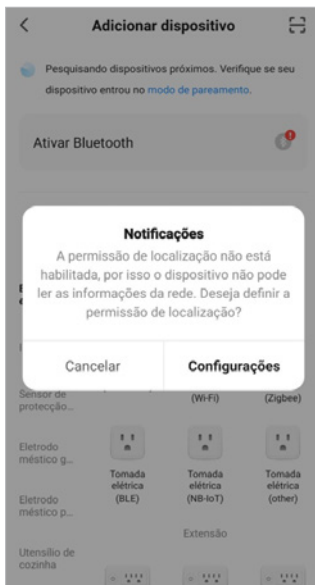 Adicionar dispositivo
Pesquisando dispositivos próximos. Verifique se seu
dispositivo entrou no modo de pareamento.
Ativar Bluetooth
Notificações
A permissão de localização não está
habilitada, por isso o dispositivo não pode
ler as informações da rede. Deseja definir a
permissão de localização?
Cancelar
Configurações
Sensor de
protecção...
(Wi-Fi)
(Zigbee)
Eletrodo
méstico g...
Tomada
elétrica
(BLE)
Tomada
elétrica
(NB-IoT)
Tomada
elétrica
(other)
Eletrodo
méstico p...
Extensão
Utensílio de
cozinha